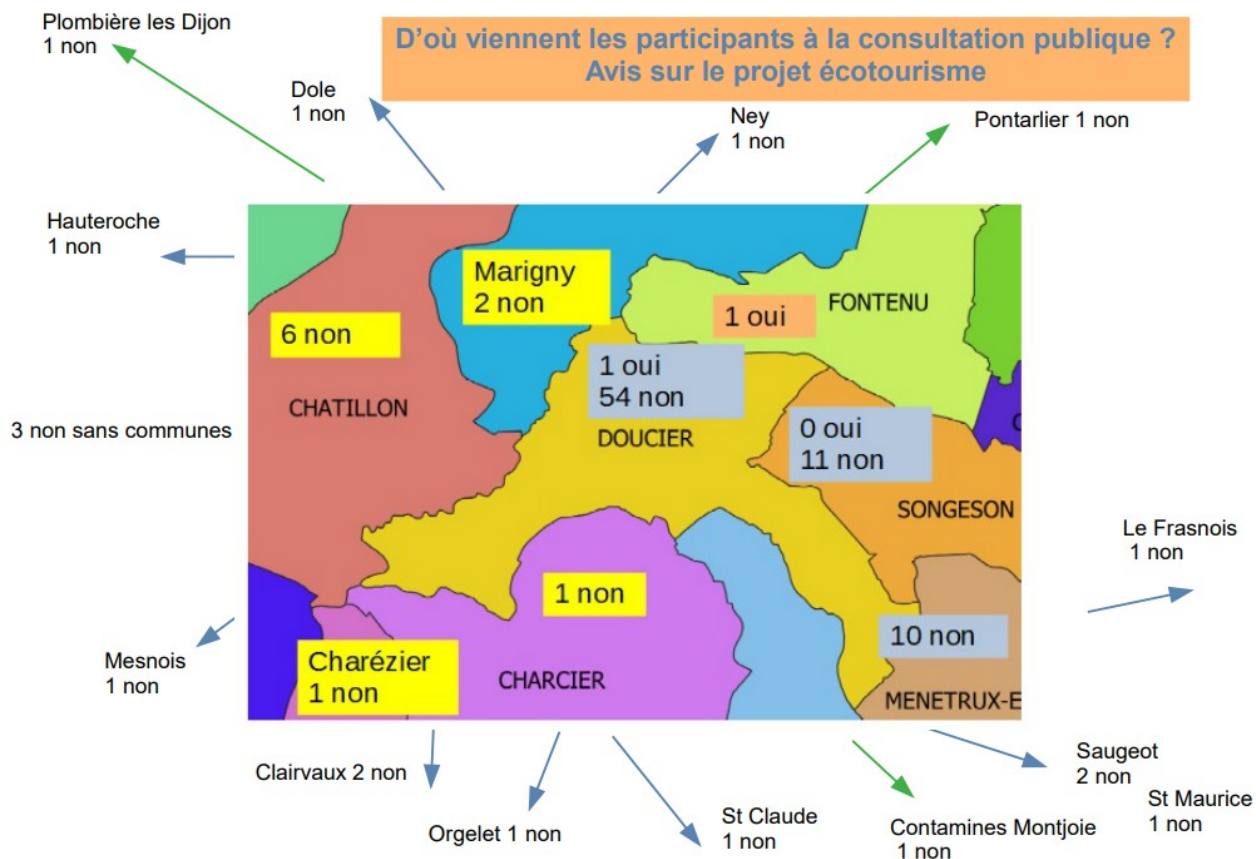 Plombière les Dijon
1 non
D'où viennent les participants à la consultation publique ?
Avis sur le projet écotourisme
Dole
1 non
Ney
1 non
Pontarlier 1 non
Hauteroche
1 non
Marigny
2 non
1 oui
FONTENU
6 non
1 oui
54 non
CHATILLON
3 non sans communes
DOUCIER
0 oui
11 non
SONGESON
Le Frasnois
1 non
1 non
10 non
Mesnois
1 non
Charézier
1 non
CHARCIER
MENETRUX-E
Clairvaux 2 non
Saugeot
2 non
St Maurice
1 non
Orgelet 1 non
St Claude
1 non
Contamines Montjoie
1 non